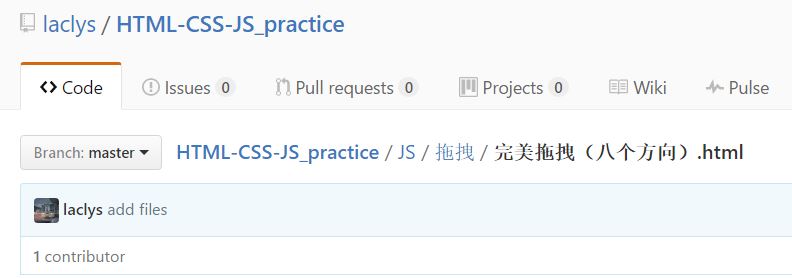 laclys / HTML-CSS-JS_practice
Code Issues 0 Pull requests 0 Projects 0 Wiki Pulse
Branch: master HTML-CSS-JS_practice / JS / 拖拽 / 完美拖拽（八个方向）.html
laclys add files
1 contributor